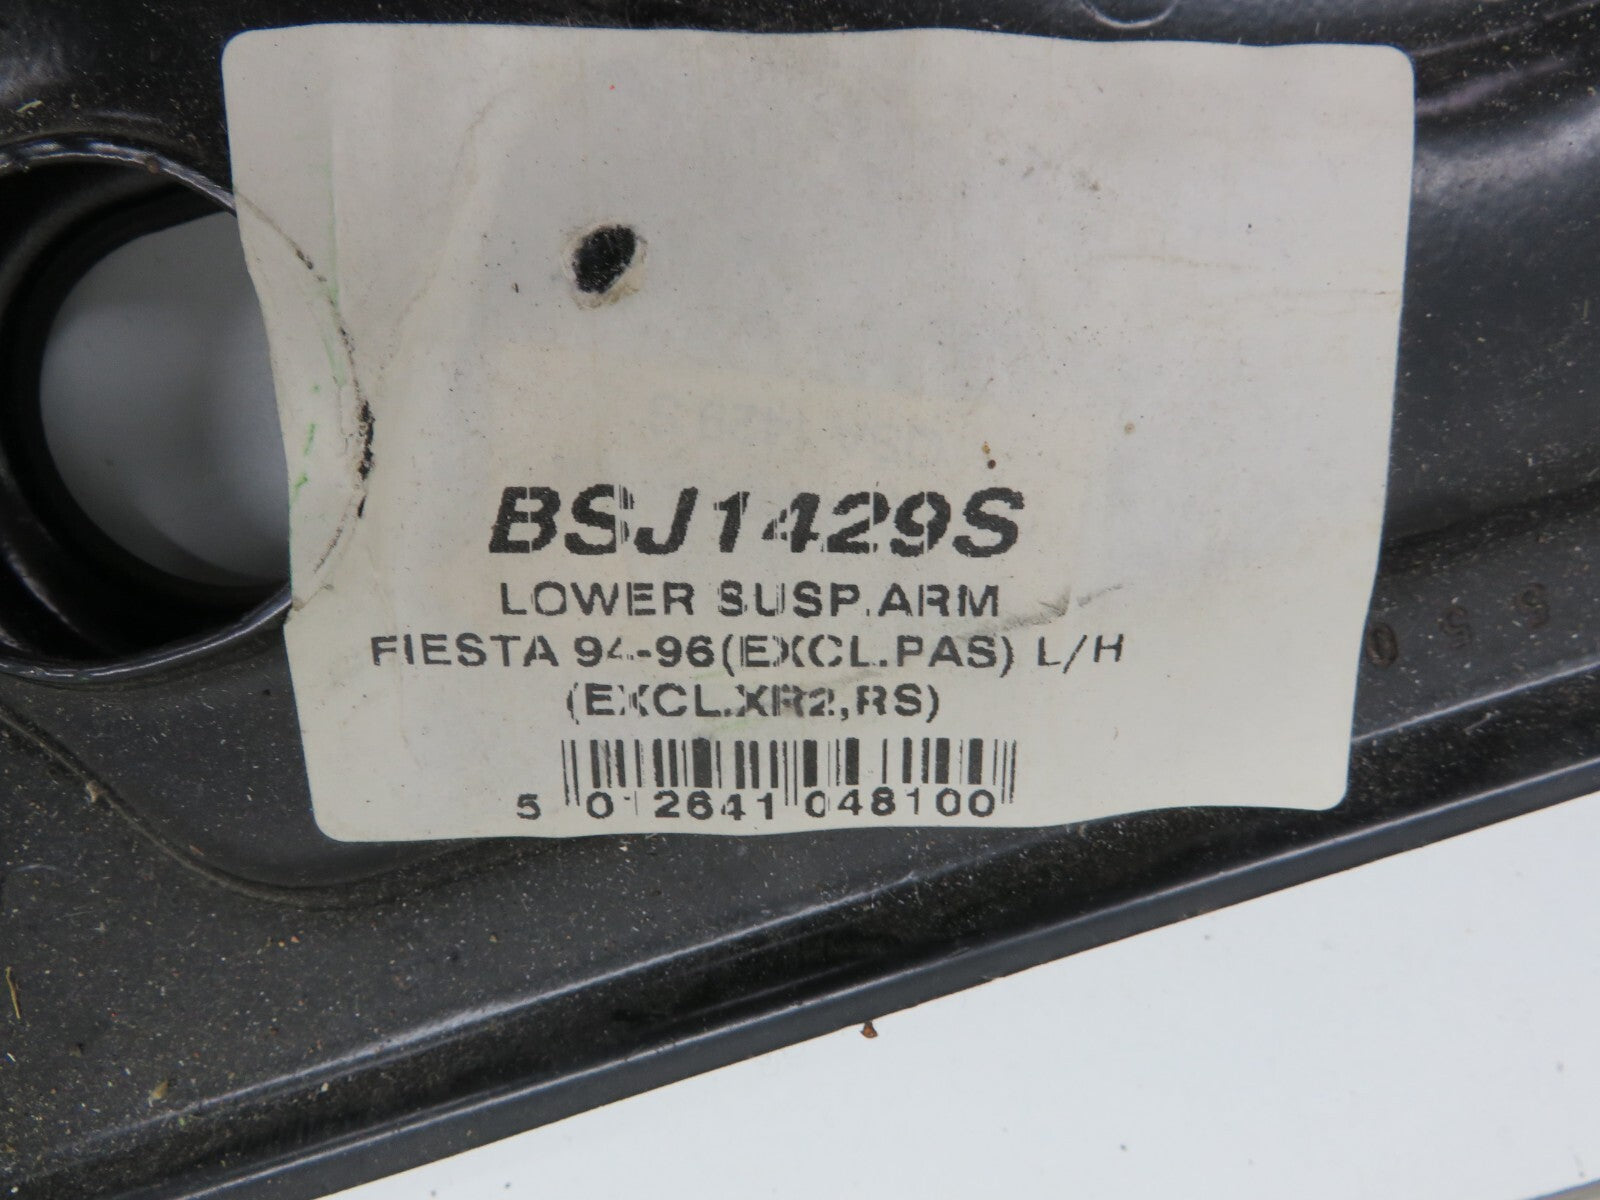 BSJ1429S
LOWER SUSP.ARM
FIESTA 94-96(EXCL.PAS) L/H
(EXCL.XR2,RS)
5 012641 048100